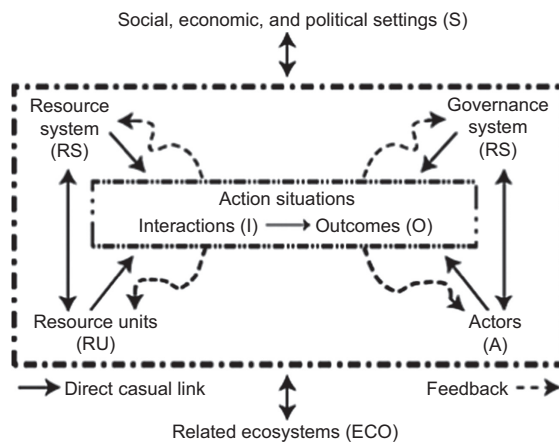 Social, economic, and political settings (S)
Resource
system
(RS)
Governance
system
(RS)
Action situations
Interactions (I) Outcomes (O)
Resource units
(RU)
Actors
(A)
Direct casual link
Feedback
Related ecosystems (ECO)